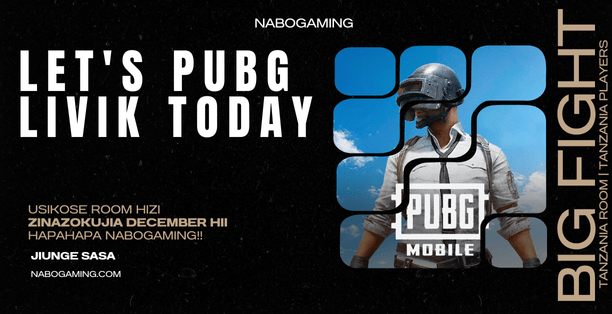 NABOGAMING
LET'S PUBG
LIVIK TODAY
USIKOSE ROOM HIZI
ZINAZOKUJIA DECEMBER HII
HAPAHAPA NABOGAMING!!
JIUNGE SASA
NABOGAMING.COM
PUBG
MOBILE
BIG FIGHT
TANZANIA ROOM | TANZANIA PLAYERS